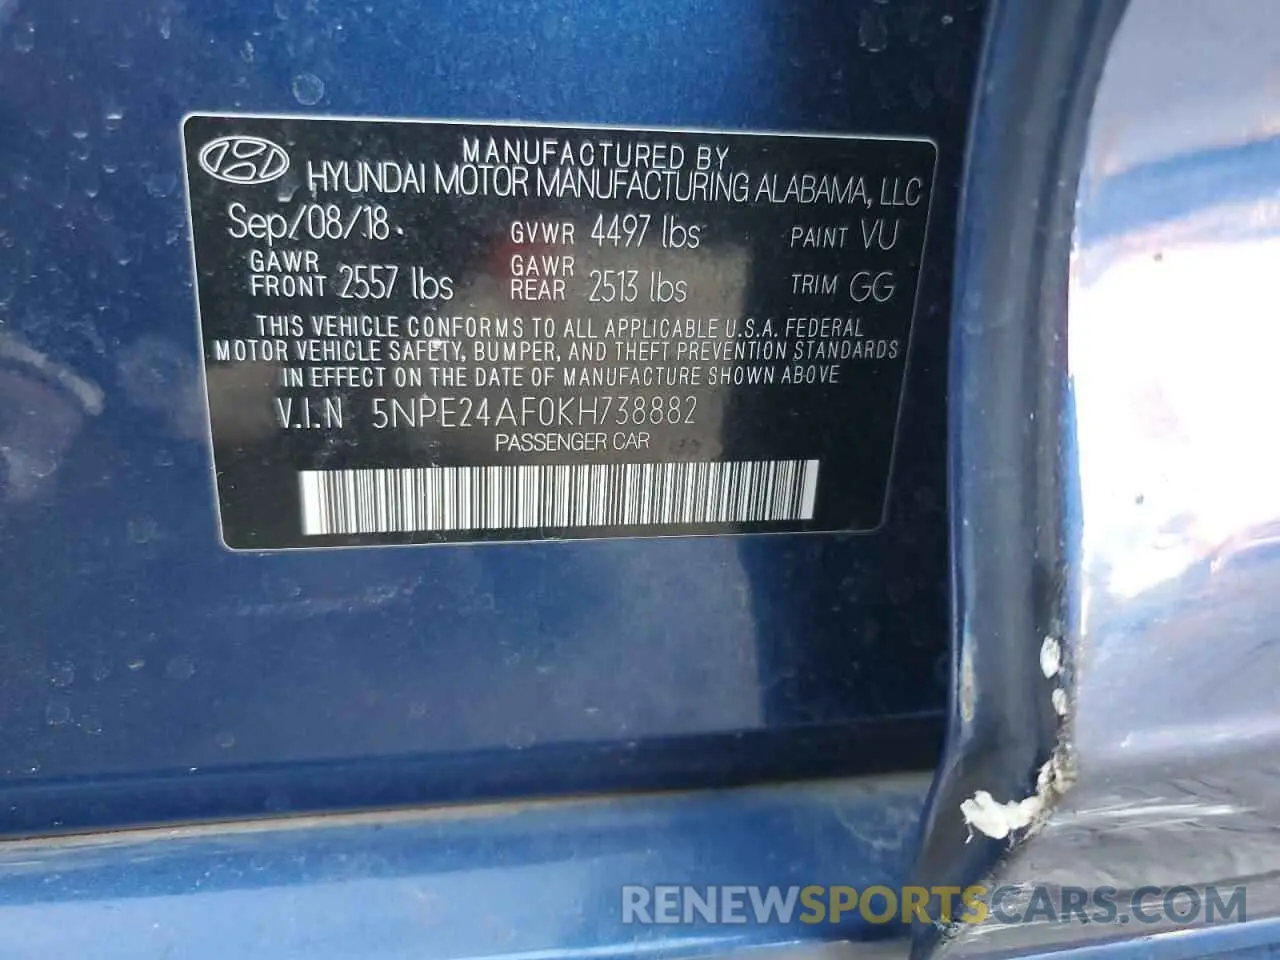 MANUFACTURED BY
HYUNDAI MOTOR MANUFACTURING ALABAMA, LLC
Sep/08/18 GVWR 4497 lbs PAINT VU
GAWR FRONT 2557 lbs GAWR REAR 2513 lbs TRIM GG
THIS VEHICLE CONFORMS TO ALL APPLICABLE U.S.A. FEDERAL
MOTOR VEHICLE SAFETY, BUMPER, AND THEFT PREVENTION STANDARDS
IN EFFECT ON THE DATE OF MANUFACTURE SHOWN ABOVE
V.I.N 5NPE24AF0KH738882
PASSENGER CAR
RENEWSPORTSCARS.COM